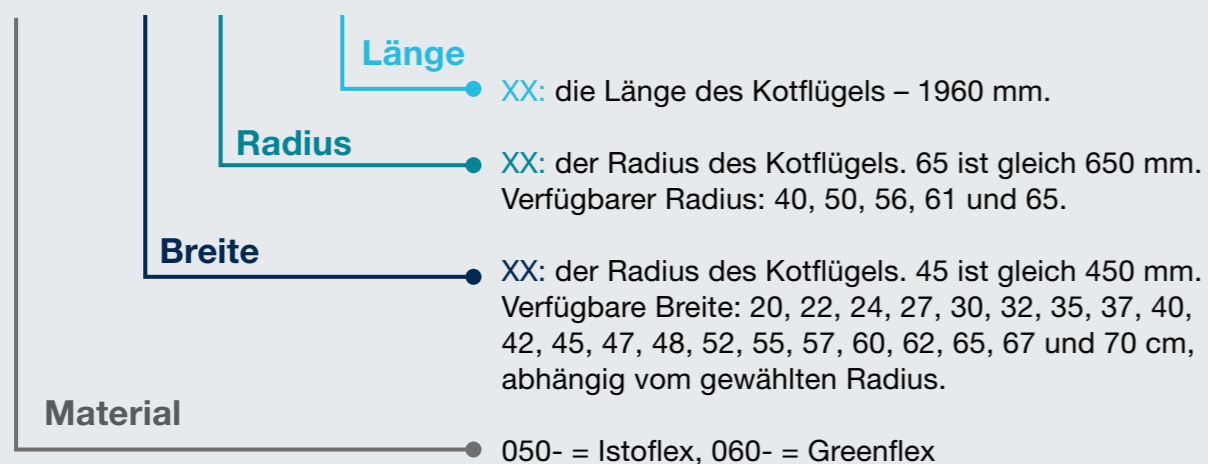 Länge
XX: die Länge des Kotflügels – 1960 mm.
Radius
XX: der Radius des Kotflügels. 65 ist gleich 650 mm.
Verfügbarer Radius: 40, 50, 56, 61 und 65.
Breite
XX: der Radius des Kotflügels. 45 ist gleich 450 mm.
Verfügbare Breite: 20, 22, 24, 27, 30, 32, 35, 37, 40,
42, 45, 47, 48, 52, 55, 57, 60, 62, 65, 67 und 70 cm,
abhängig vom gewählten Radius.
Material
050- = Istoflex, 060- = Greenflex